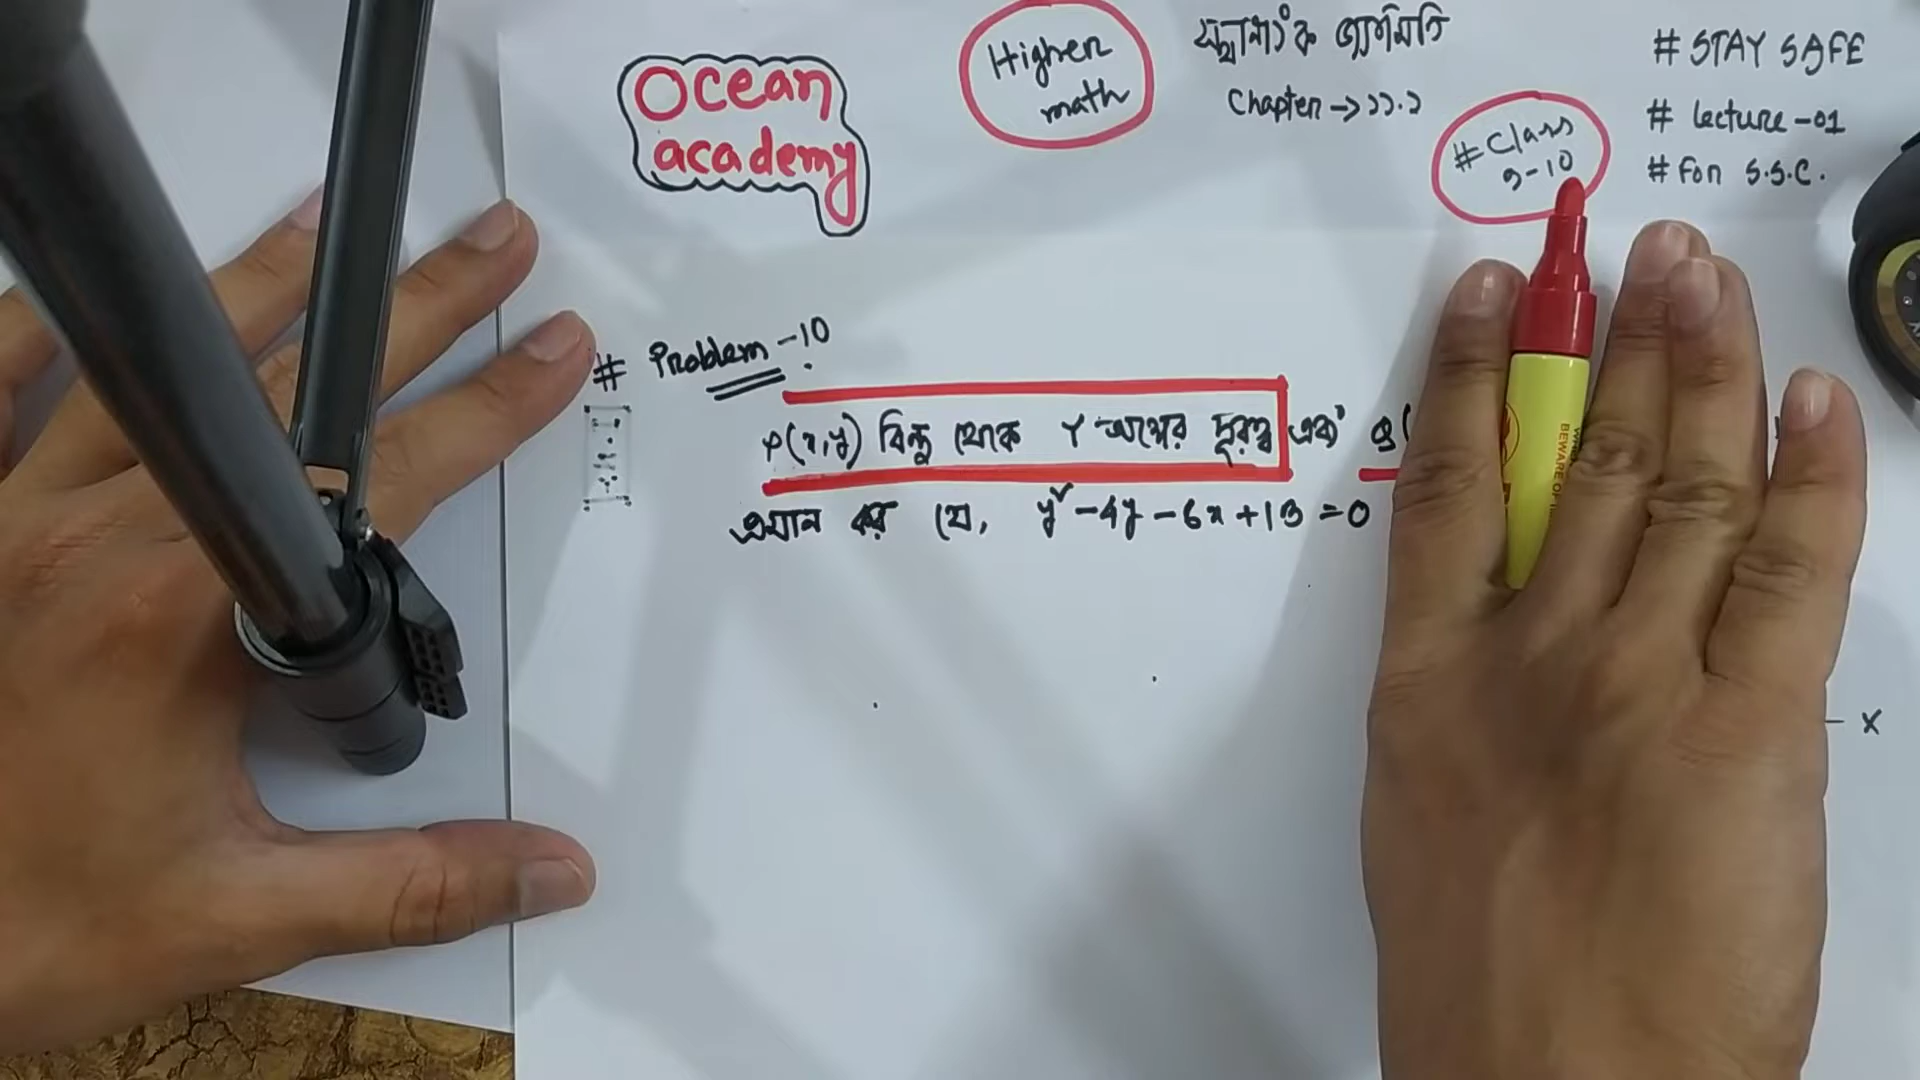 Ocean
academy
Higher
math
স্থানাংক জ্যামিতি
Chapter → ১১.১
# Class
9-10
# STAY SAFE
# Lecture -01
# For S.S.C.
# Problem -10
P(x,y) বিন্দু থেকে Y অক্ষের দূরত্ব এবং Q(
প্রমান কর যে, y² -4y -6x +13 =0
X